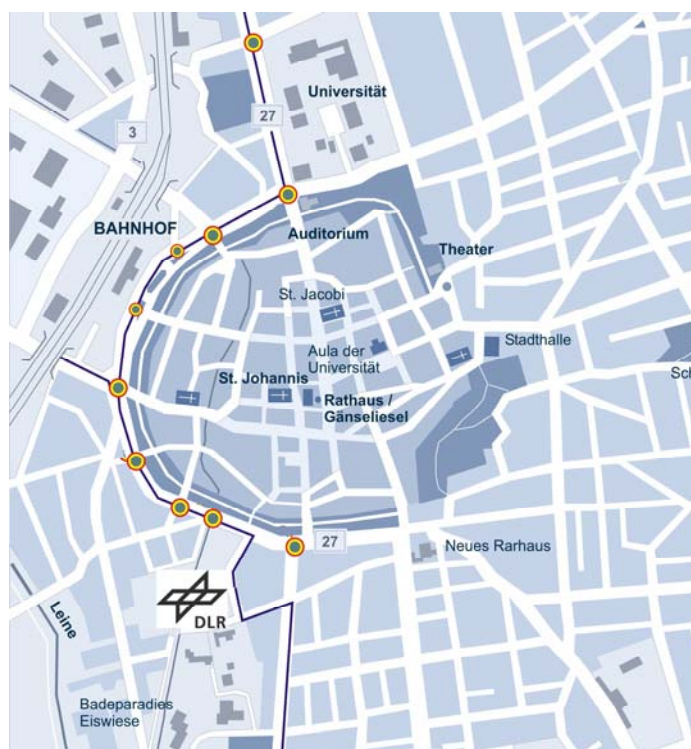 Universität
27
3
BAHNHOF
Auditorium
Theater
St. Jacobi
Stadthalle
Aula der
Universität
St. Johannis
Rathaus /
Gänseliesel
Sch
27
Neues Rarhaus
DLR
Leine
Badeparadies
Eiswiese